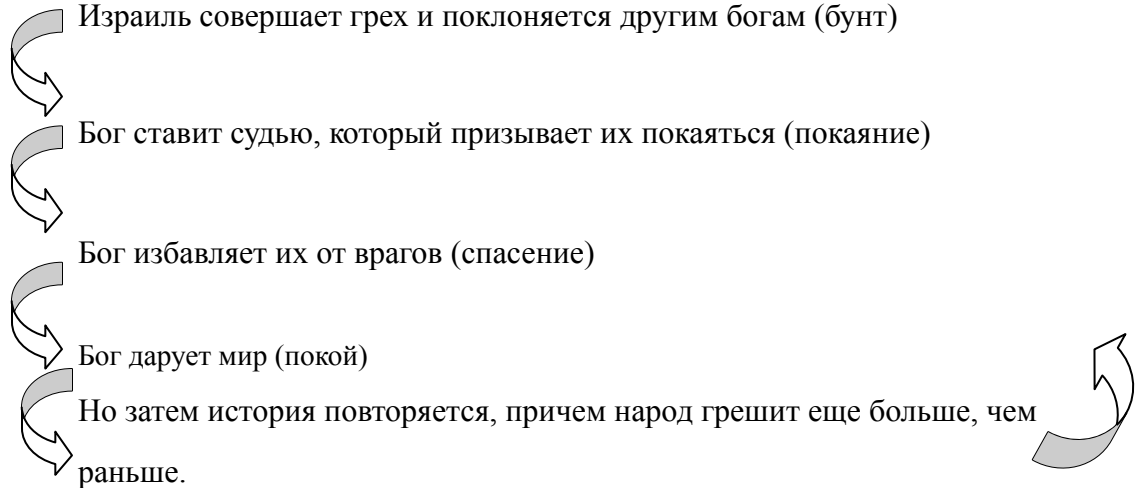 Израиль совершает грех и поклоняется другим богам (бунт)
Бог ставит судью, который призывает их покаяться (покаяние)
Бог избавляет их от врагов (спасение)
Бог дарует мир (покой)
Но затем история повторяется, причем народ грешит еще больше, чем
раньше.